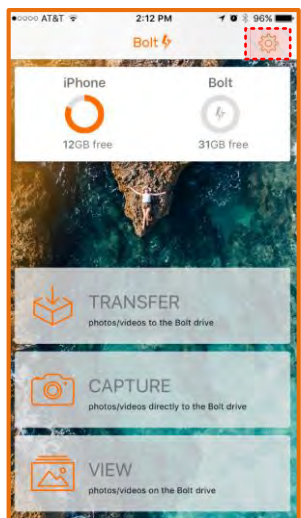 AT&T 2:12 PM 96%
Bolt
iPhone Bolt
12GB free 31GB free
TRANSFER
photos/videos to the Bolt drive
CAPTURE
photos/videos directly to the Bolt drive
VIEW
photos/videos on the Bolt drive